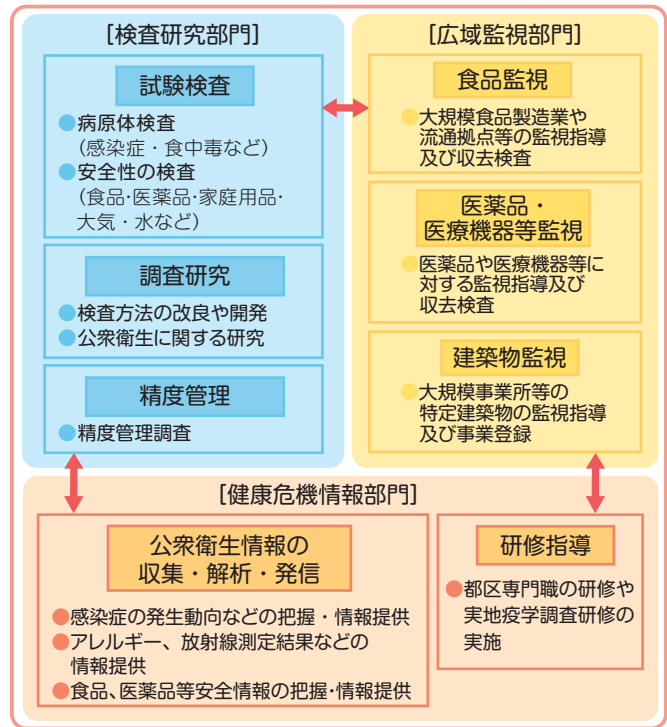 [検査研究部門]
試験検査
●病原体検査
(感染症・食中毒など)
●安全性の検査
(食品・医薬品・家庭用品・
大気・水など)
調査研究
●検査方法の改良や開発
●公衆衛生に関する研究
精度管理
●精度管理調査
[広域監視部門]
食品監視
●大規模食品製造業や
流通拠点等の監視指導
及び収去検査
医薬品・
医療機器等監視
●医薬品や医療機器等に
対する監視指導及び
収去検査
建築物監視
●大規模事業所等の
特定建築物の監視指導
及び事業登録
[健康危機情報部門]
公衆衛生情報の
収集・解析・発信
●感染症の発生動向などの把握・情報提供
●アレルギー、放射線測定結果などの
情報提供
●食品、医薬品等安全情報の把握・情報提供
研修指導
●都区専門職の研修や
実地疫学調査研修の
実施